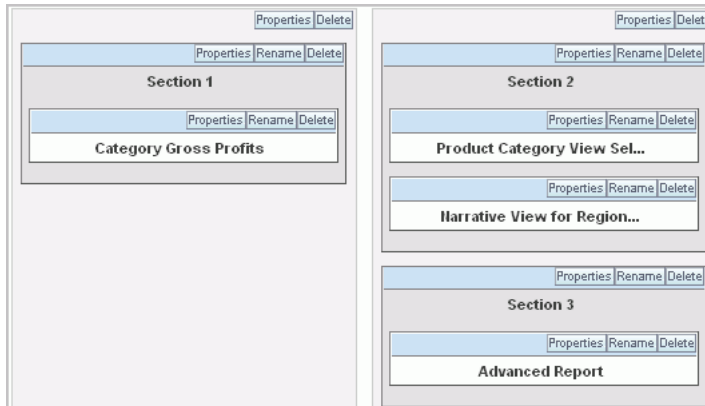 Properties Delete
Properties Rename Delete
Section 1
Properties Rename Delete
Category Gross Profits
Properties Delet
Properties Rename Delete
Section 2
Properties Rename Delete
Product Category View Sel...
Properties Rename Delete
Narrative View for Region...
Properties Rename Delete
Section 3
Properties Rename Delete
Advanced Report